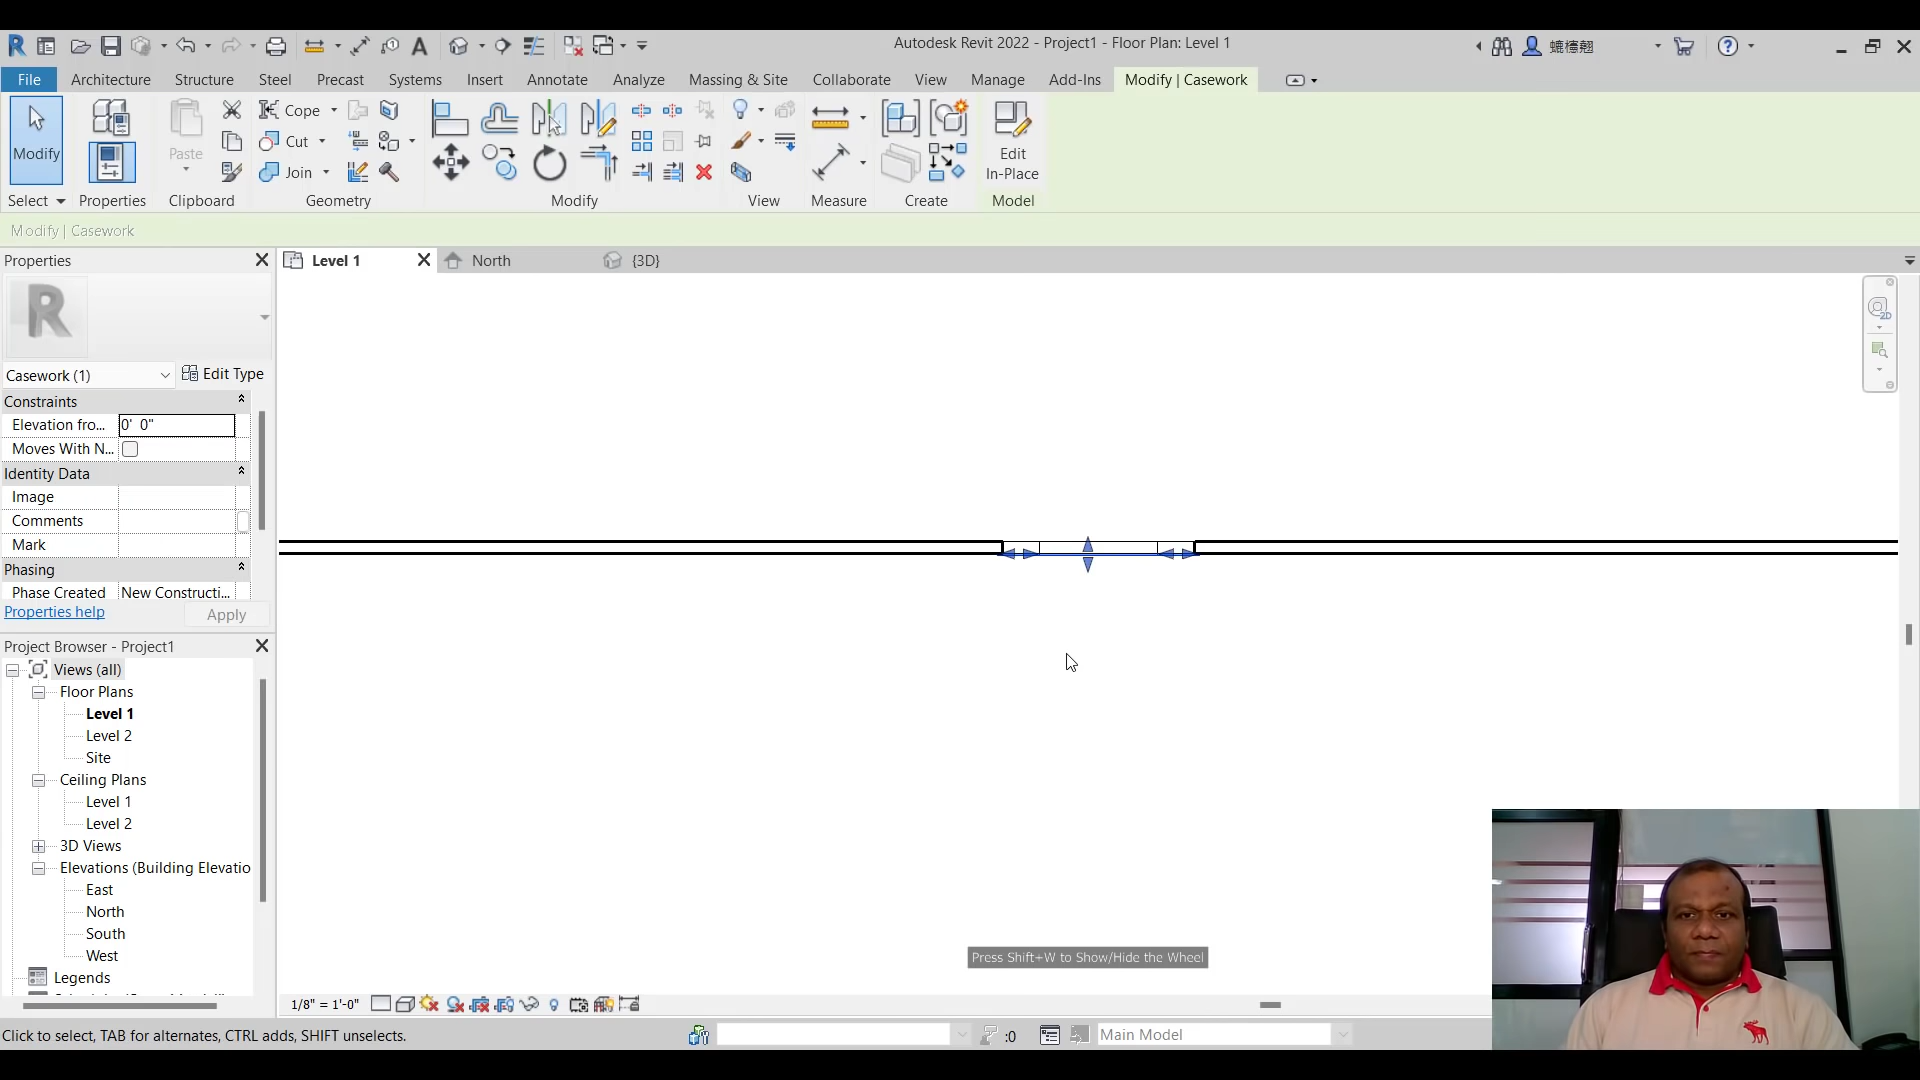 Autodesk Revit 2022 - Project1 - Floor Plan: Level 1
File Architecture Structure Steel Precast Systems Insert Annotate Analyze Massing & Site Collaborate View Manage Add-Ins Modify | Casework
Modify
Paste
Cope
Cut
Join
Edit
In-Place
Select Properties Clipboard Geometry Modify View Measure Create Model
Modify | Casework
Properties
Level 1 North {3D}
R
2D
Casework (1) Edit Type
Constraints
Elevation fro... 0' 0"
Moves With N...
Identity Data
Image
Comments
Mark
Phasing
Phase Created New Constructi...
Properties help Apply
Project Browser - Project1
Views (all)
Floor Plans
Level 1
Level 2
Site
Ceiling Plans
Level 1
Level 2
3D Views
Elevations (Building Elevatio
East
North
South
West
Legends
Press Shift+W to Show/Hide the Wheel
1/8" = 1'-0"
Click to select, TAB for alternates, CTRL adds, SHIFT unselects.
:0
Main Model